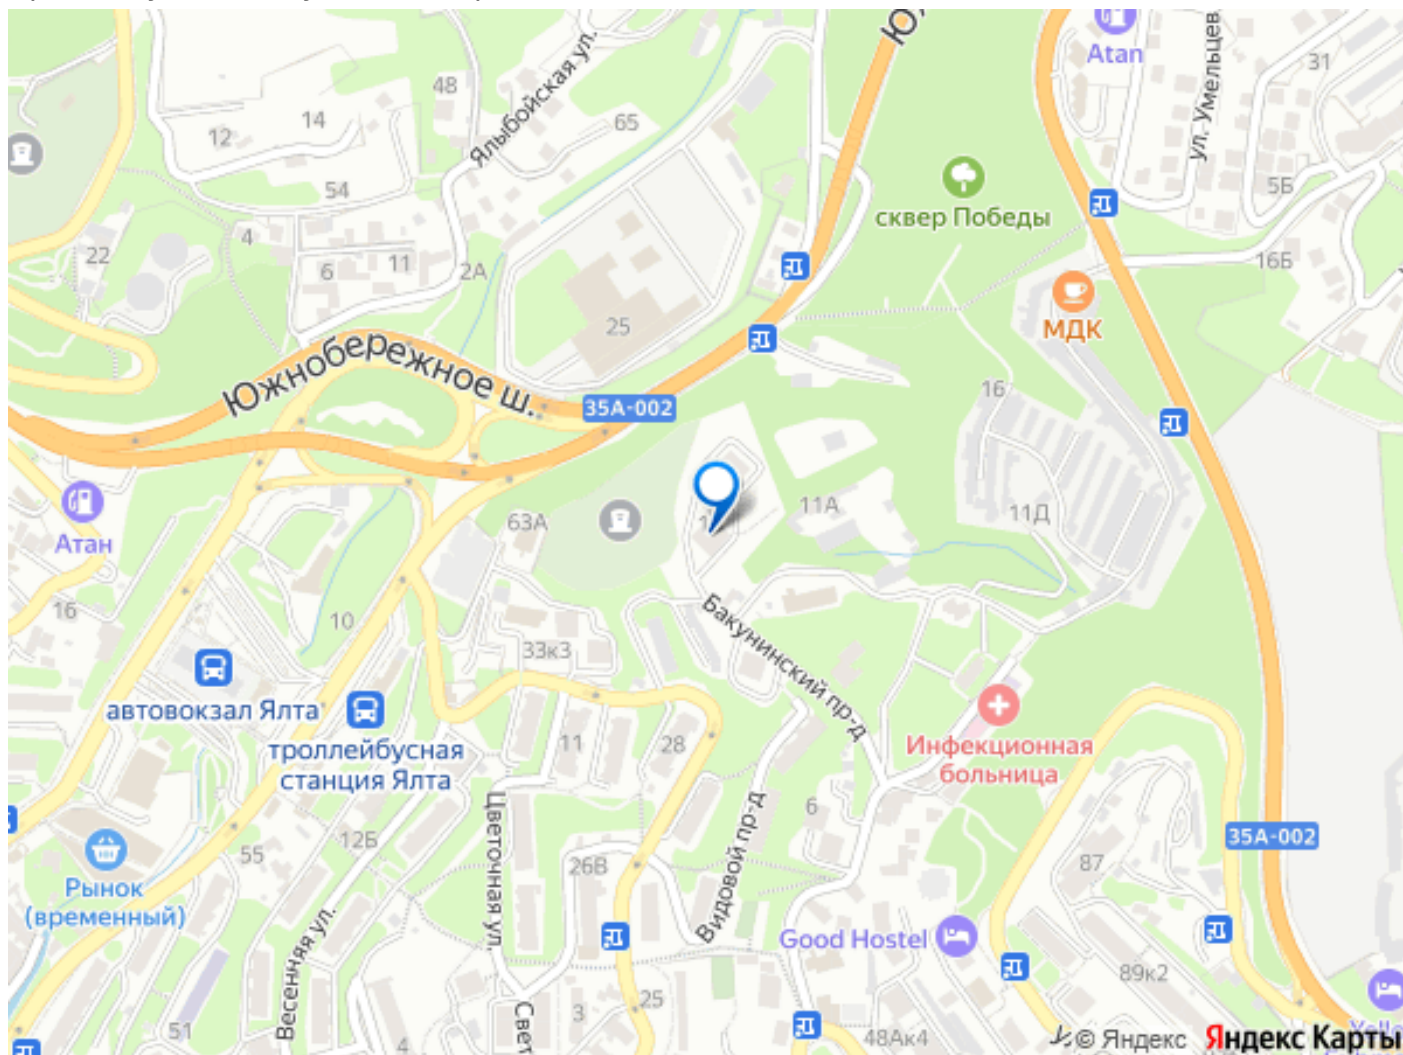 Atan
31
ул. Умельцев
48
Ялыбойская ул.
14
12
65
54
5Б
сквер Победы
4
22
6
11
2А
16Б
25
МДК
Южнобережное ш.
35А-002
16
Атан
63А
11А
11Д
16
10
Бакунинский пр-д
33к3
автовокзал Ялта
троллейбусная
станция Ялта
11
28
Инфекционная
больница
Цветочная ул.
6
Видовой пр-д
35А-002
12Б
55
26В
87
Рынок
(временный)
Весенняя ул.
Good Hostel
89к2
25
3
Свет
51
4
48Ак4
© Яндекс
Яндекс Карты